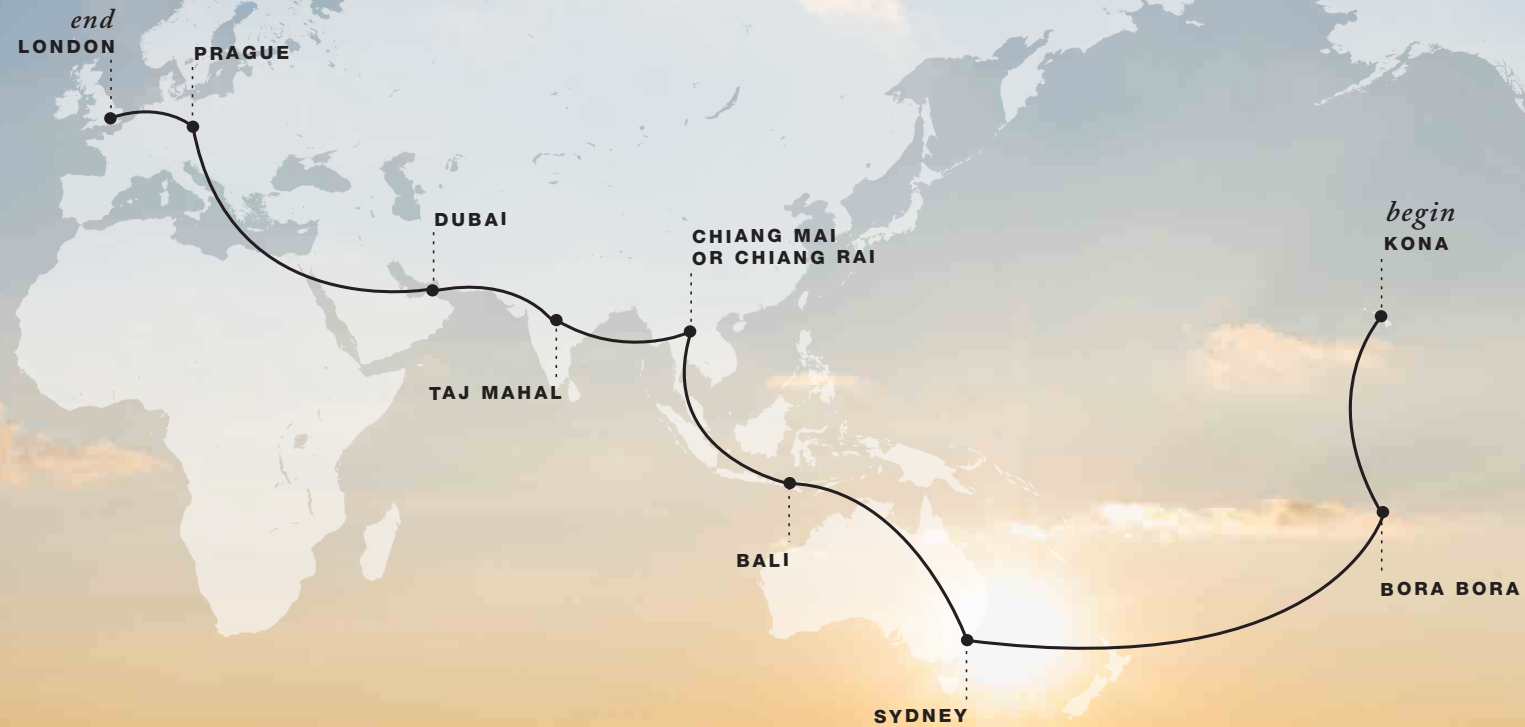 end
LONDON
PRAGUE
DUBAI
CHIANG MAI
OR CHIANG RAI
begin
KONA
TAJ MAHAL
BALI
BORA BORA
SYDNEY